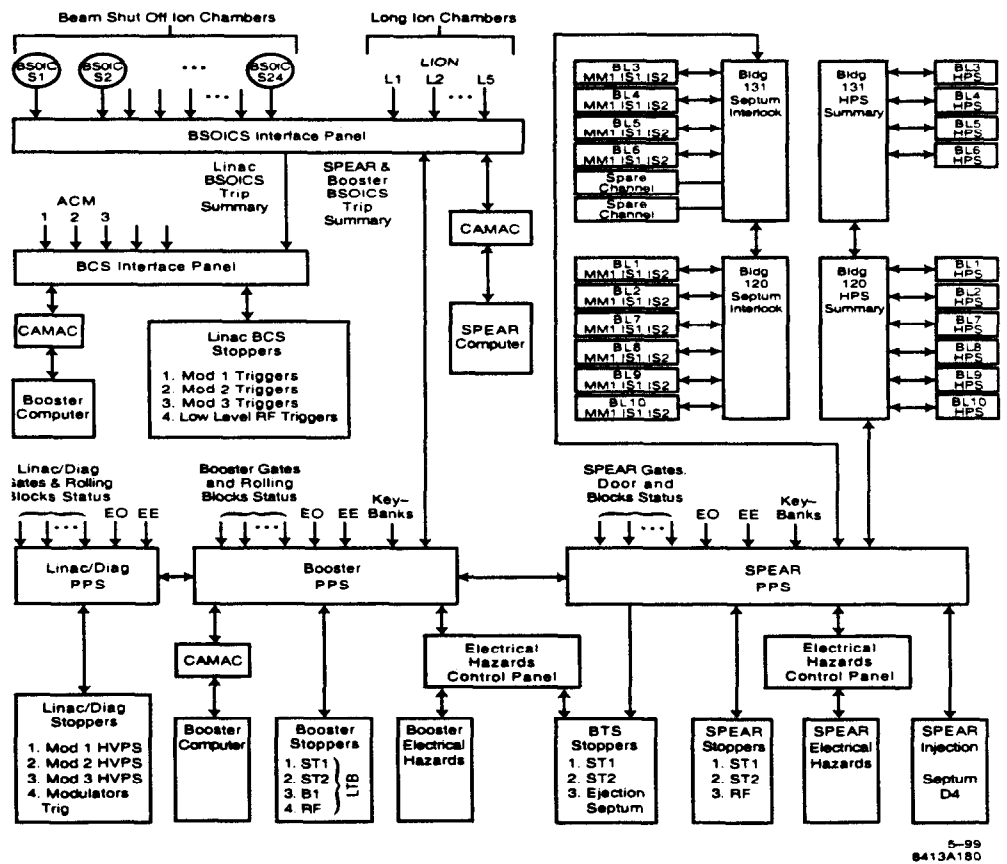 Beam Shut Off Ion Chambers
Long Ion Chambers
BSOIC S1
BSOIC S2
...
BSOIC S24
LION
L1 L2 ... L5
BSOICS Interface Panel
Linac BSOICS Trip Summary
SPEAR & Booster BSOICS Trip Summary
CAMAC
SPEAR Computer
ACM
1 2 3
BCS Interface Panel
CAMAC
Booster Computer
Linac BCS Stoppers
1. Mod 1 Triggers
2. Mod 2 Triggers
3. Mod 3 Triggers
4. Low Level RF Triggers
BL3
MM1 IS1 IS2
BL4
MM1 IS1 IS2
BL5
MM1 IS1 IS2
BL6
MM1 IS1 IS2
Spare Channel
Spare Channel
Bldg 131 Septum Interlook
Bldg 131 HPS Summary
BL3 HPS
BL4 HPS
BL5 HPS
BL6 HPS
BL1
MM1 IS1 IS2
BL2
MM1 IS1 IS2
BL7
MM1 IS1 IS2
BL8
MM1 IS1 IS2
BL9
MM1 IS1 IS2
BL10
MM1 IS1 IS2
Bldg 120 Septum Interlook
Bldg 120 HPS Summary
BL1 HPS
BL2 HPS
BL7 HPS
BL8 HPS
BL9 HPS
BL10 HPS
Linac/Diag
Gates & Rolling
Blocks Status
... EO EE
Booster Gates
and Rolling
Blocks Status
... EO EE
Key-
Banks
SPEAR Gates,
Door and
Blocks Status
... EO EE
Key-
Banks
Linac/Diag
PPS
Booster
PPS
SPEAR
PPS
CAMAC
Electrical
Hazards
Control Panel
Electrical
Hazards
Control Panel
Linac/Diag
Stoppers
1. Mod 1 HVPS
2. Mod 2 HVPS
3. Mod 3 HVPS
4. Modulators
Trig
Booster
Computer
Booster
Stoppers
1. ST1
2. ST2
3. B1
4. RF
LTB
Booster
Electrical
Hazards
BTS
Stoppers
1. ST1
2. ST2
3. Ejection
Septum
SPEAR
Stoppers
1. ST1
2. ST2
3. RF
SPEAR
Electrical
Hazards
SPEAR
Injection
Septum
D4
5-99
8413A180